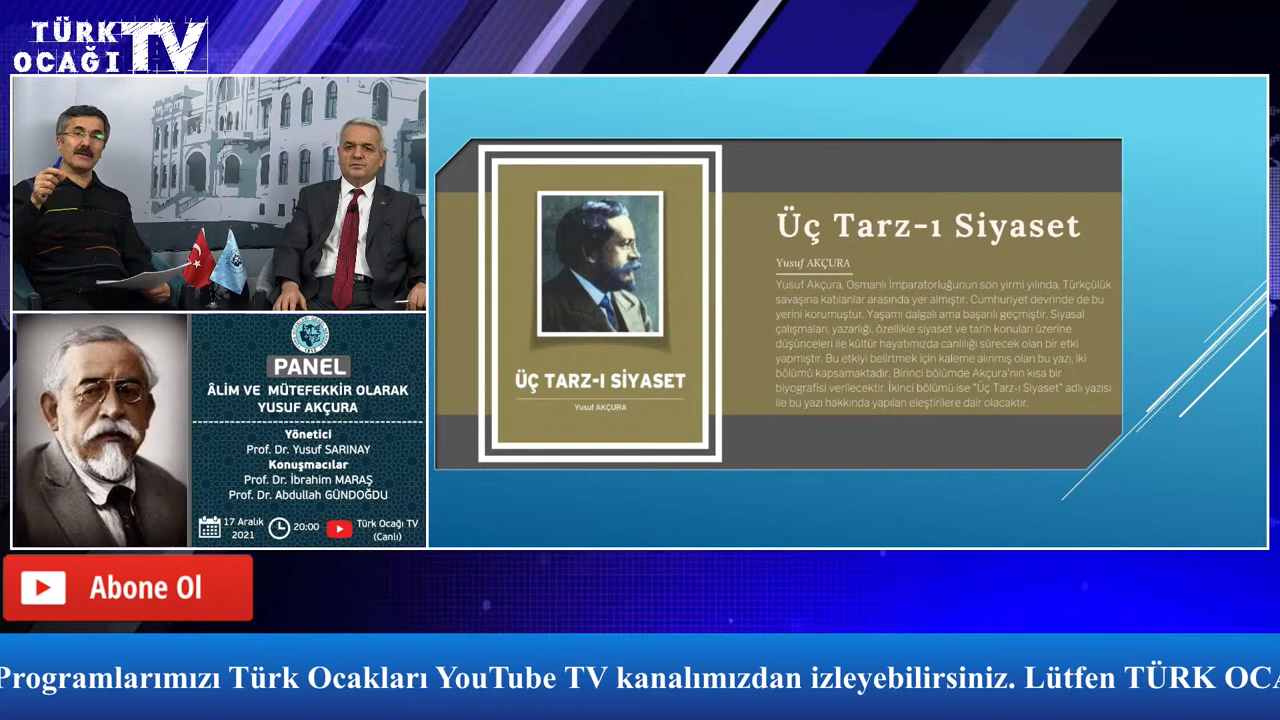 TÜRK
OCAĞI TV
PANEL
ÂLİM VE MÜTEFEKKİR OLARAK
YUSUF AKÇURA
Yönetici
Prof. Dr. Yusuf SARINAY
Konuşmacılar
Prof. Dr. İbrahim MARAŞ
Prof. Dr. Abdullah GÜNDOĞDU
17 Aralık
2021
20:00
Türk Ocağı TV
(Canlı)
ÜÇ TARZ-I SİYASET
Yusuf AKÇURA
Üç Tarz-ı Siyaset
Yusuf AKÇURA
Yusuf Akçura, Osmanlı İmparatorluğunun son yirmi yılında, Türkçülük
savaşına katılanlar arasında yer almıştır. Cumhuriyet devrinde de bu
yerini korumuştur. Yaşamı dalgalı ama başarılı geçmiştir. Siyasal
çalışmaları, yazarlığı, özellikle siyaset ve tarih konuları üzerine
düşünceleri ile kültür hayatımızda canlılığı sürecek olan bir etki
yapmıştır. Bu etkiyi belirtmek için kaleme alınmış olan bu yazı, iki
bölümü kapsamaktadır. Birinci bölümde Akçura'nın kısa bir
biyografisi verilecektir. İkinci bölümü ise "Üç Tarz-ı Siyaset" adlı yazısı
ile bu yazı hakkında yapılan eleştirilere dair olacaktır.
Abone Ol
Programlarımızı Türk Ocakları YouTube TV kanalımızdan izleyebilirsiniz. Lütfen TÜRK OCA